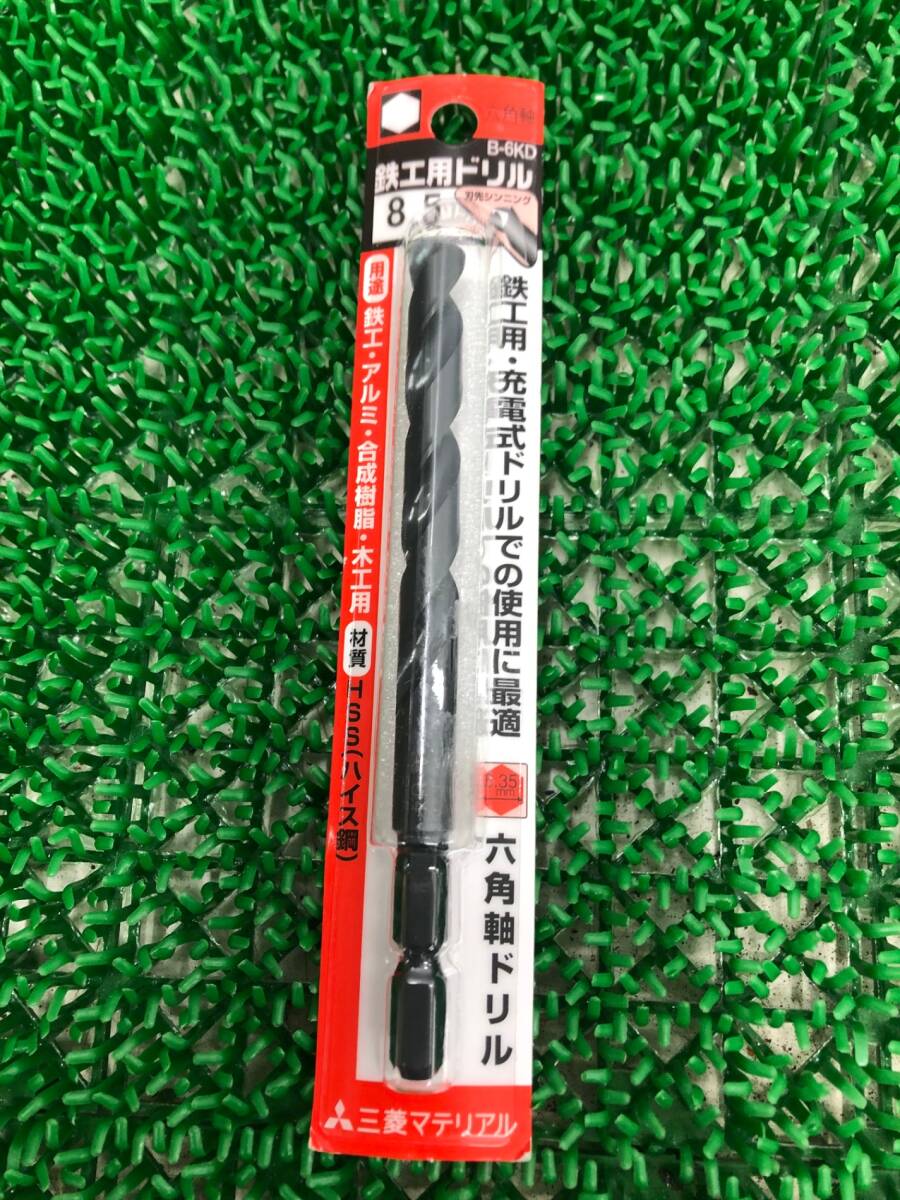 六角軸
B-6KD
鉄工用ドリル
8.5
刃先シンニング
用途
鉄工・アルミ・合成樹脂・木工用
材質
HSS(ハイス鋼)
鉄工用・充電式ドリルでの使用に最適
6.35
mm
六角軸ドリル
三菱マテリアル